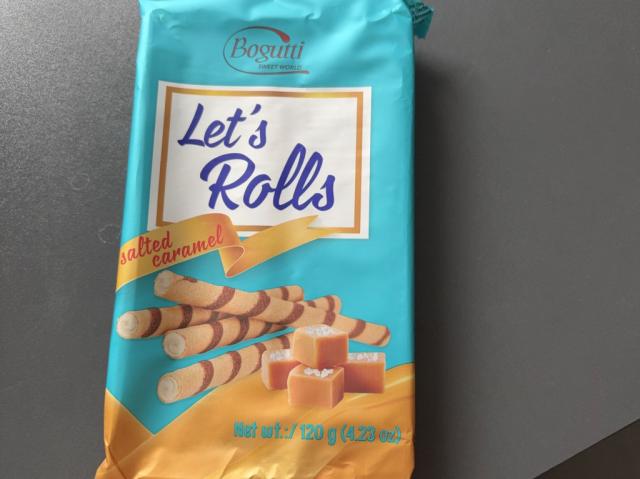 Bogutti
SWEET WORLD
Let's
Rolls
salted
caramel
Net wt.:/ 120 g (4.23 oz)